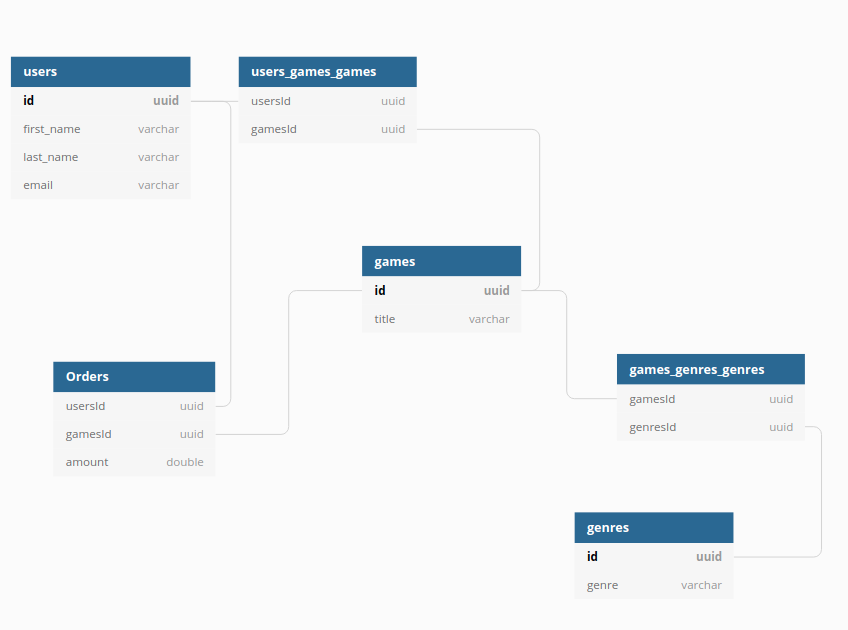 users
id uuid
first_name varchar
last_name varchar
email varchar
users_games_games
usersId uuid
gamesId uuid
games
id uuid
title varchar
Orders
usersId uuid
gamesId uuid
amount double
games_genres_genres
gamesId uuid
genresId uuid
genres
id uuid
genre varchar